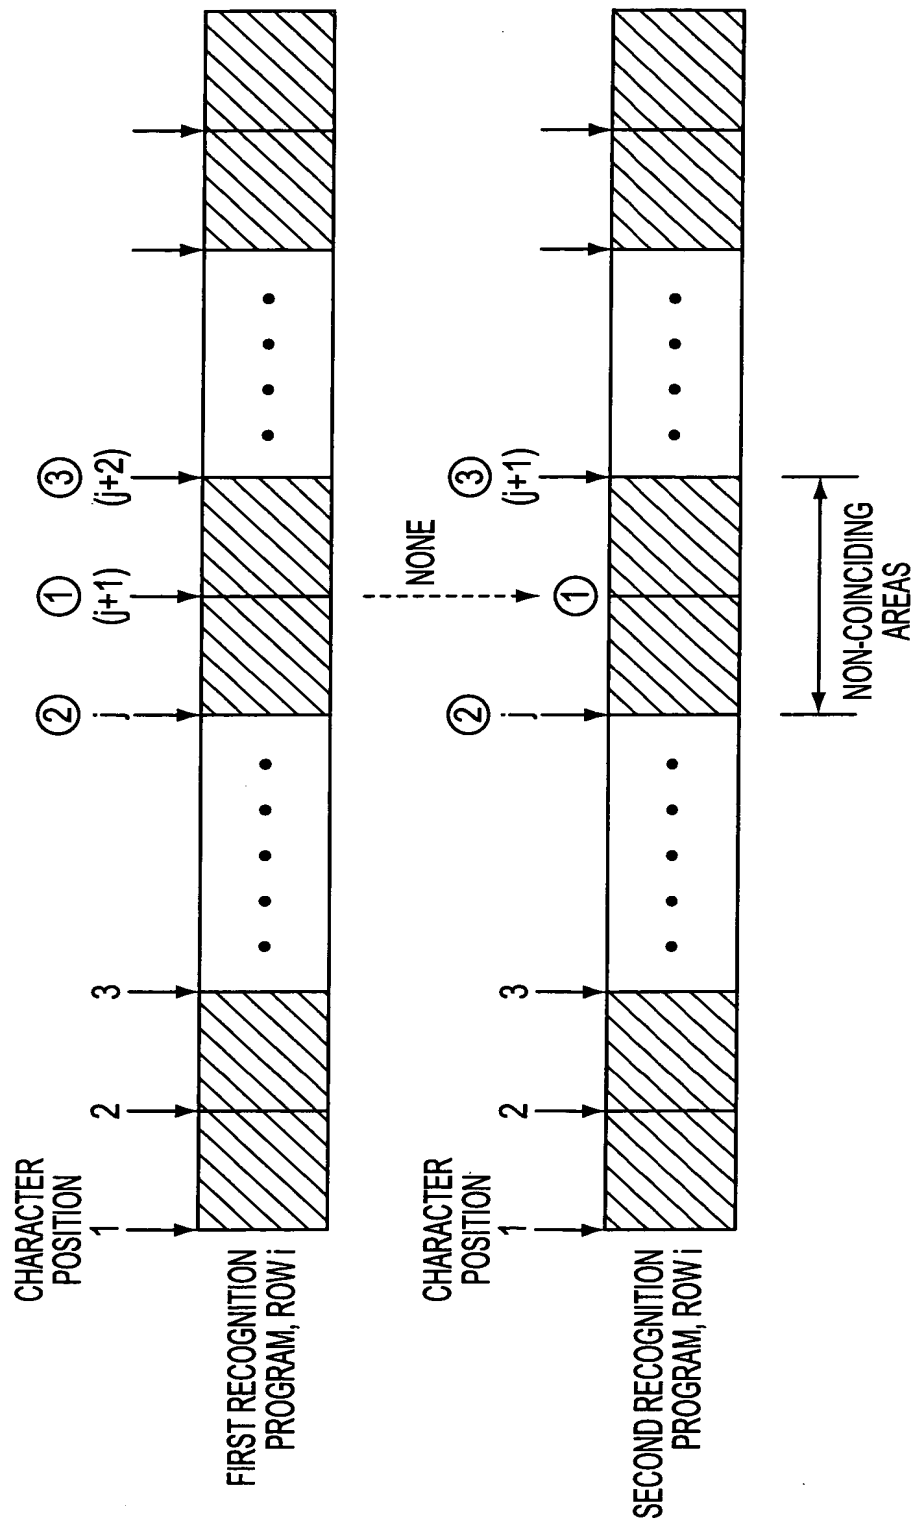 CHARACTER
POSITION
1
2
3
② j
① (j+1)
③ (j+2)
FIRST RECOGNITION
PROGRAM, ROW i
NONE
CHARACTER
POSITION
1
2
3
② j
①
③ (j+1)
SECOND RECOGNITION
PROGRAM, ROW i
NON-COINCIDING
AREAS